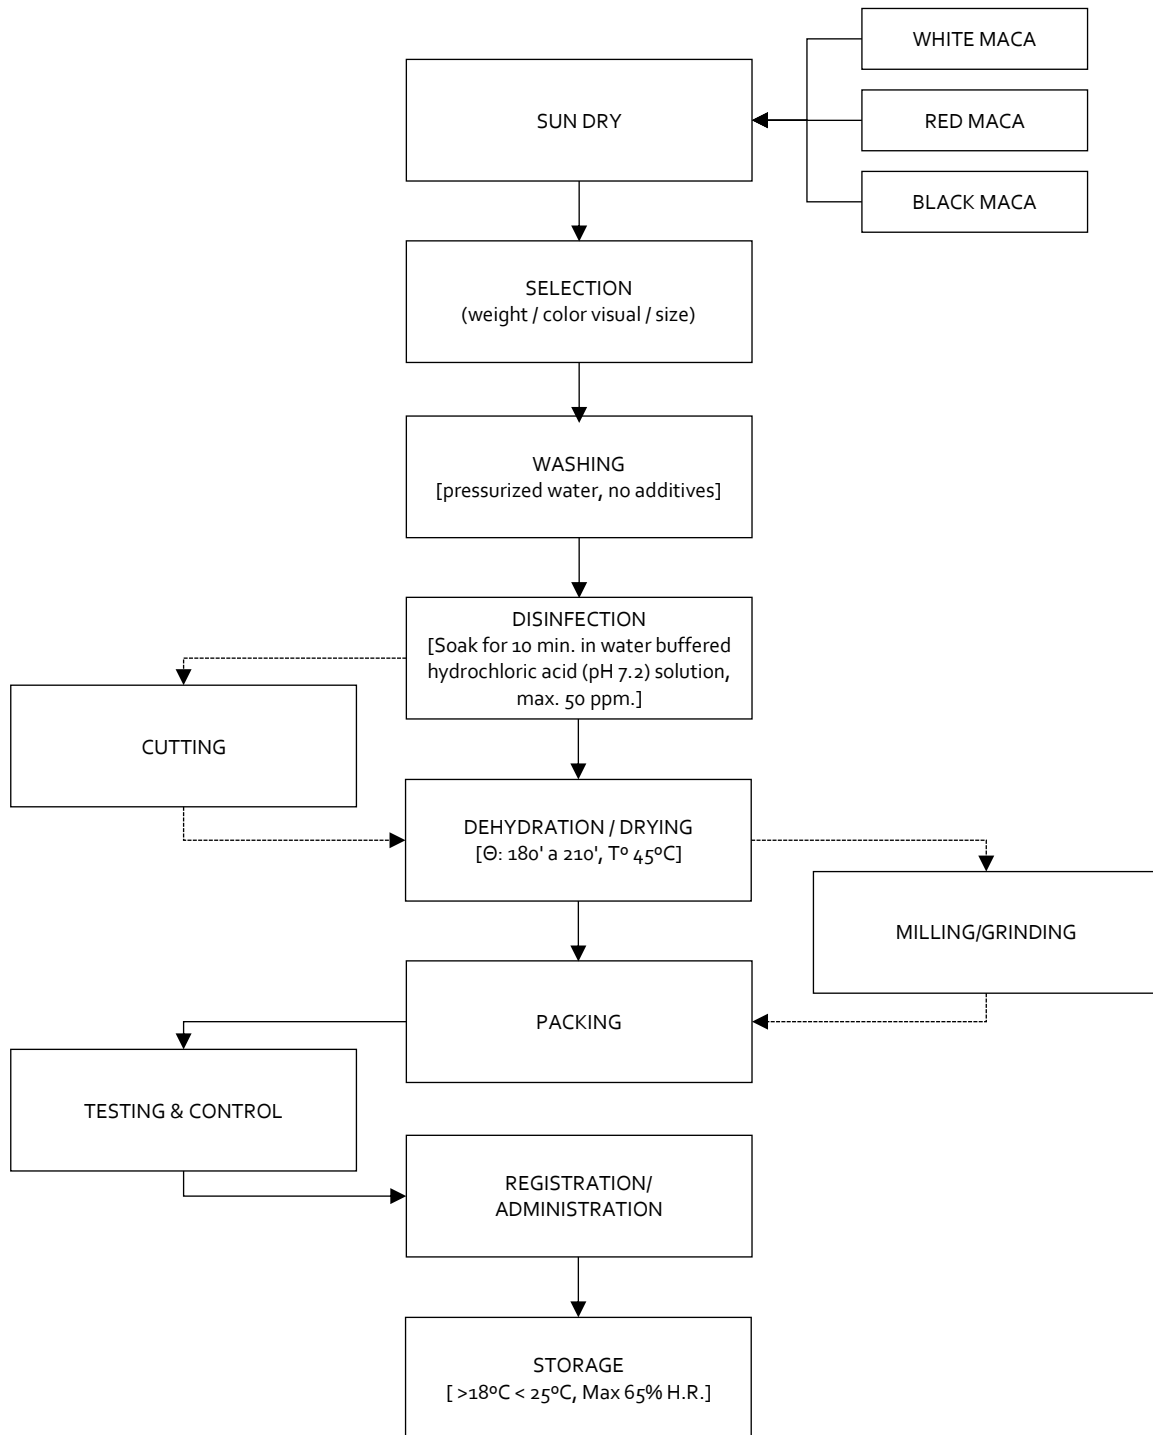 WHITE MACA
SUN DRY
RED MACA
BLACK MACA
SELECTION
(weight / color visual / size)
WASHING
[pressurized water, no additives]
DISINFECTION
[Soak for 10 min. in water buffered
hydrochloric acid (pH 7.2) solution,
max. 50 ppm.]
CUTTING
DEHYDRATION / DRYING
[Θ: 180' a 210', Tº 45ºC]
MILLING/GRINDING
PACKING
TESTING & CONTROL
REGISTRATION/
ADMINISTRATION
STORAGE
[ >18ºC < 25ºC, Max 65% H.R.]